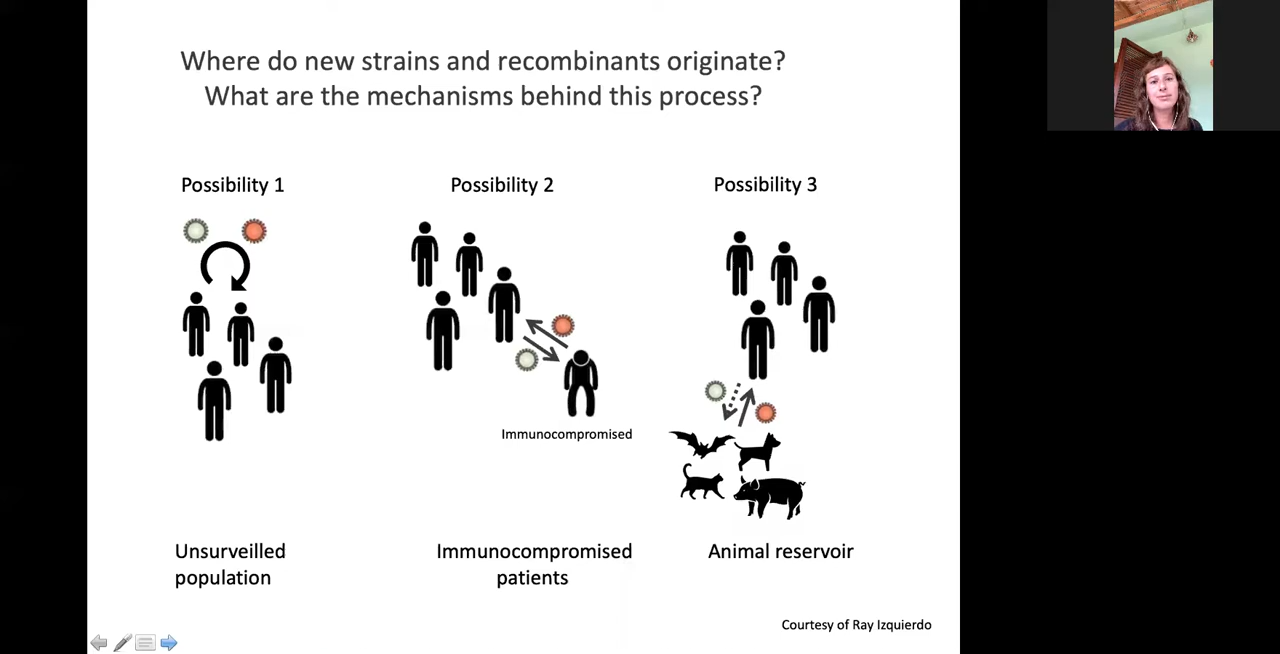 Where do new strains and recombinants originate?
What are the mechanisms behind this process?
Possibility 1
Possibility 2
Possibility 3
Immunocompromised
Unsurveilled
population
Immunocompromised
patients
Animal reservoir
Courtesy of Ray Izquierdo